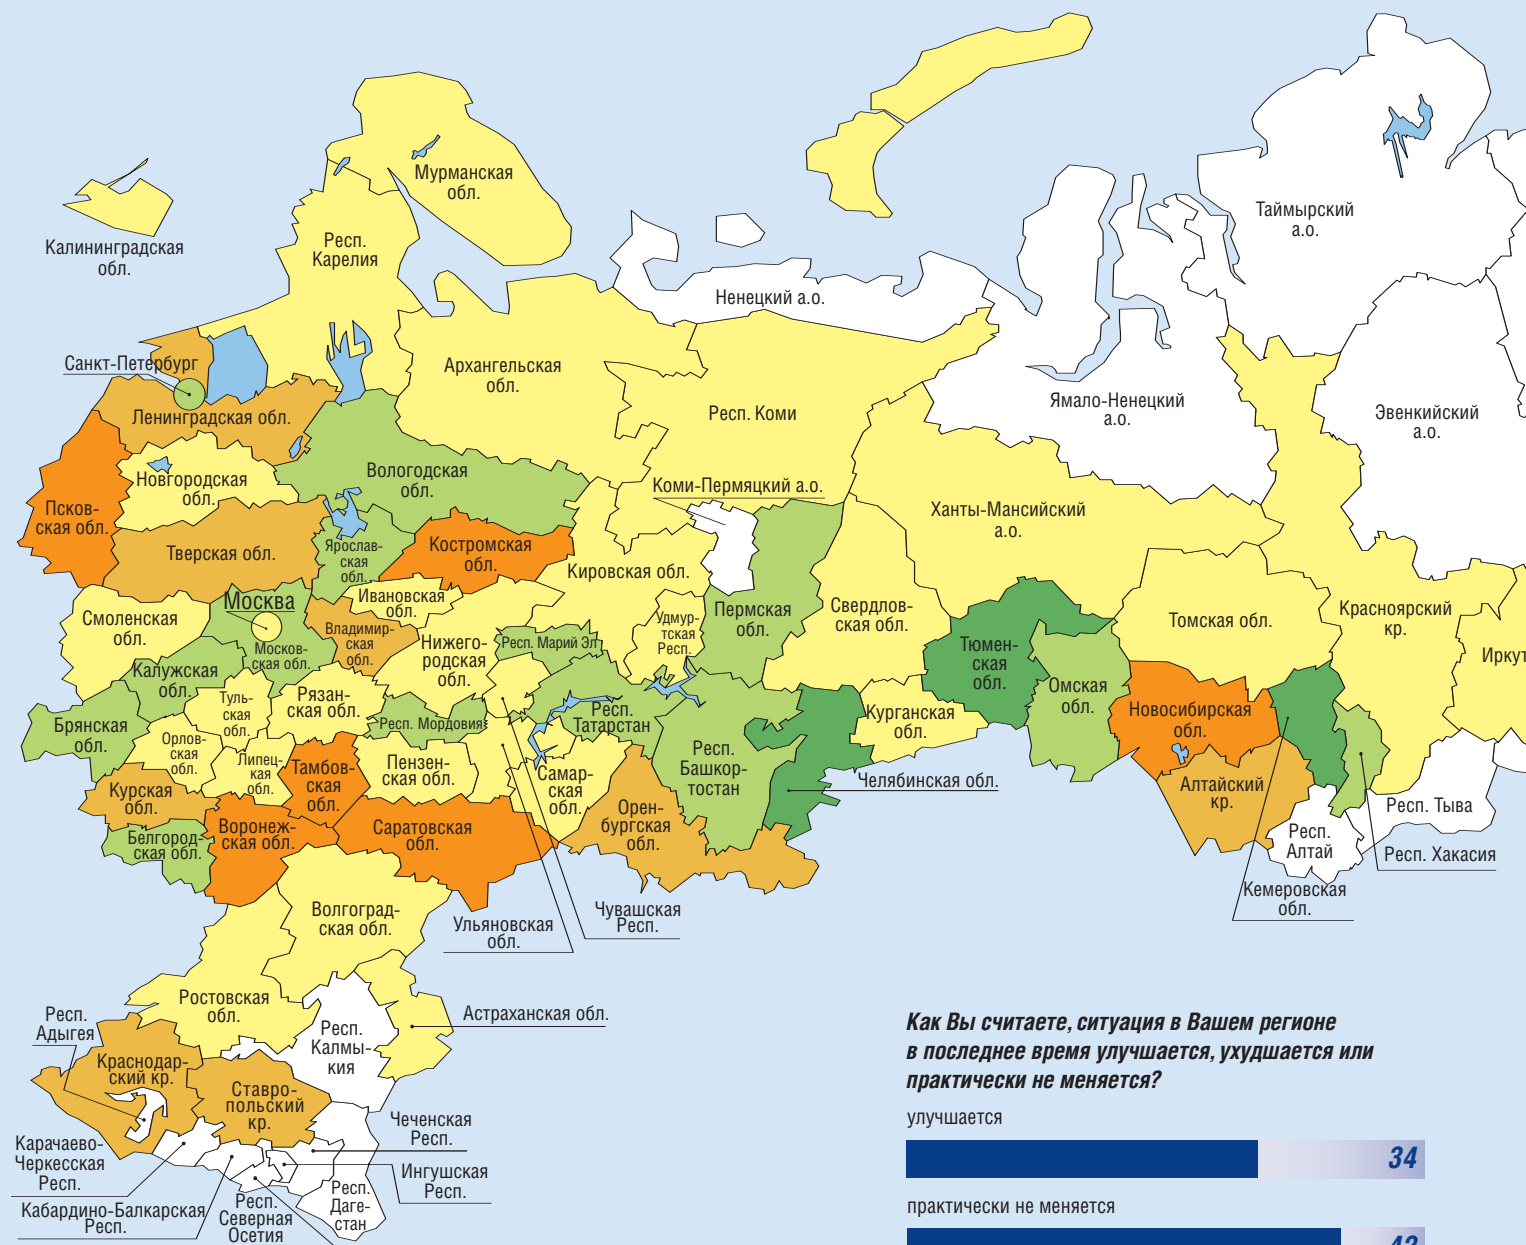 Мурманская
обл.
Калининградская
обл.
Респ.
Карелия
Таймырский
а.о.
Ненецкий а.о.
Санкт-Петербург
Архангельская
обл.
Ленинградская обл.
Респ. Коми
Ямало-Ненецкий
а.о.
Эвенкийский
а.о.
Новгородская
обл.
Вологодская
обл.
Коми-Пермяцкий а.о.
Псков-
ская обл.
Ханты-Мансийский
а.о.
Тверская обл.
Ярослав-
ская
обл.
Костромская
обл.
Кировская обл.
Ивановская
обл.
Смоленская
обл.
Москва
Владимир-
ская
обл.
Московс-
ская обл.
Нижего-
родская
обл.
Респ. Марий Эл
Удмур-
тская
Респ.
Пермская
обл.
Свердлов-
ская обл.
Тюмен-
ская
обл.
Томская обл.
Красноярский
кр.
Иркут
Калужская
обл.
Туль-
ская
обл.
Рязан-
ская обл.
Респ. Мордовия
Респ.
Татарстан
Омская
обл.
Новосибирская
обл.
Брянская
обл.
Орлов-
ская
обл.
Липец-
кая
обл.
Тамбов-
ская
обл.
Пензен-
ская обл.
Самар-
ская
обл.
Респ.
Башкор-
тостан
Курганская
обл.
Челябинская обл.
Алтайский
кр.
Курская
обл.
Белгород-
ская обл.
Воронеж-
ская обл.
Саратовская
обл.
Орен-
бургская
обл.
Респ.
Алтай
Респ. Тыва
Респ. Хакасия
Кемеровская
обл.
Волгоград-
ская обл.
Ульяновская
обл.
Чувашская
Респ.
Ростовская
обл.
Респ.
Калмы-
кия
Астраханская обл.
Респ.
Адыгея
Краснодар-
ский кр.
Ставро-
польский
кр.
Чеченская
Респ.
Карачаево-
Черкесская
Респ.
Ингушская
Респ.
Кабардино-Балкарская
Респ.
Респ.
Северная
Осетия
Респ.
Даге-
стан
Как Вы считаете, ситуация в Вашем регионе
в последнее время улучшается, ухудшается или
практически не меняется?
улучшается
34
практически не меняется
42